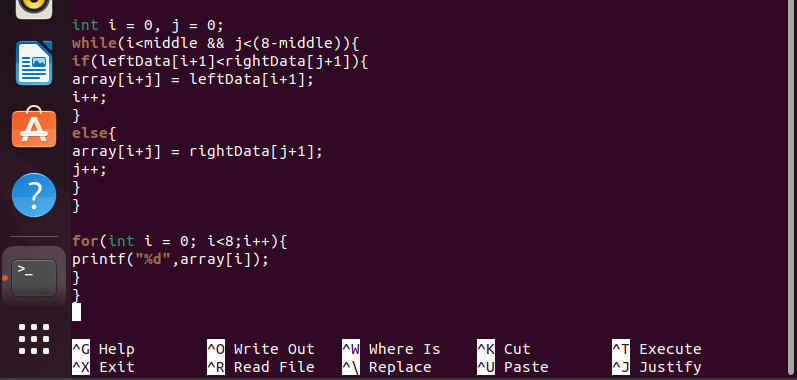 int i = 0, j = 0;
while(i<middle && j<(8-middle)){
if(leftData[i+1]<rightData[j+1]){
array[i+j] = leftData[i+1];
i++;
}
else{
array[i+j] = rightData[j+1];
j++;
}
}
for(int i = 0; i<8;i++){
printf("%d",array[i]);
}
}
^G Help ^O Write Out ^W Where Is ^K Cut ^T Execute
^X Exit ^R Read File ^\ Replace ^U Paste ^J Justify